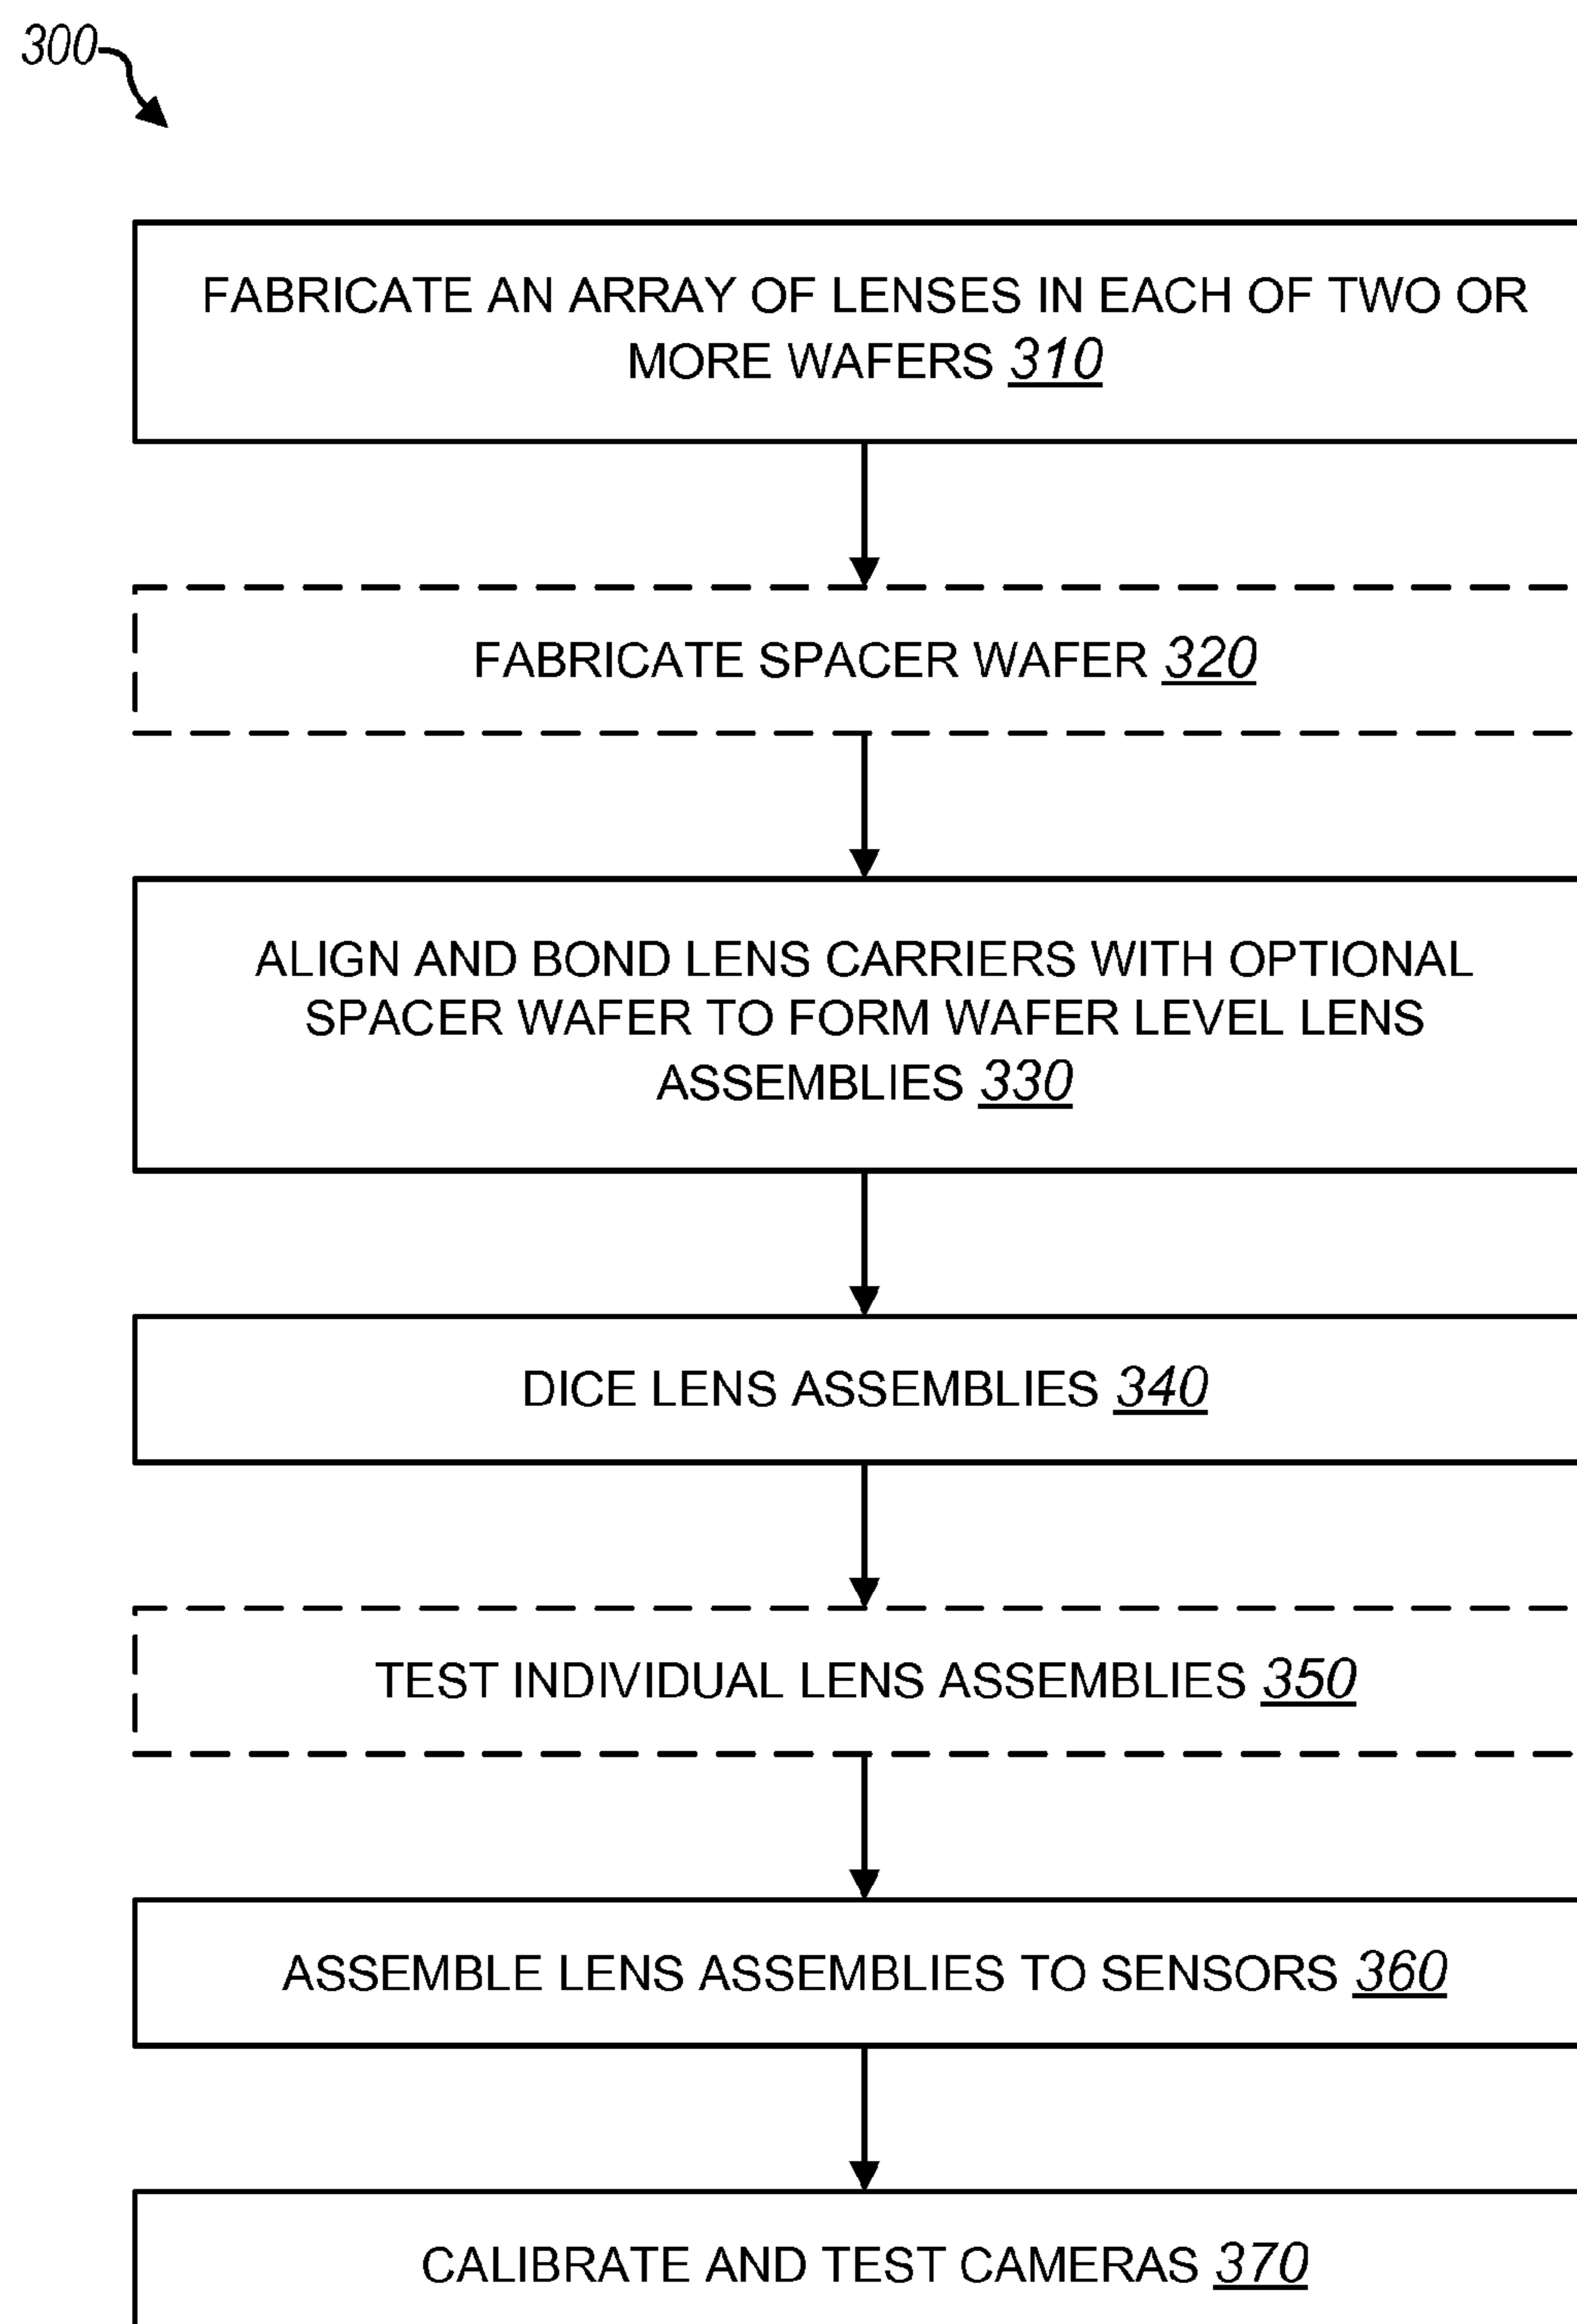 300
FABRICATE AN ARRAY OF LENSES IN EACH OF TWO OR
MORE WAFERS 310
FABRICATE SPACER WAFER 320
ALIGN AND BOND LENS CARRIERS WITH OPTIONAL
SPACER WAFER TO FORM WAFER LEVEL LENS
ASSEMBLIES 330
DICE LENS ASSEMBLIES 340
TEST INDIVIDUAL LENS ASSEMBLIES 350
ASSEMBLE LENS ASSEMBLIES TO SENSORS 360
CALIBRATE AND TEST CAMERAS 370